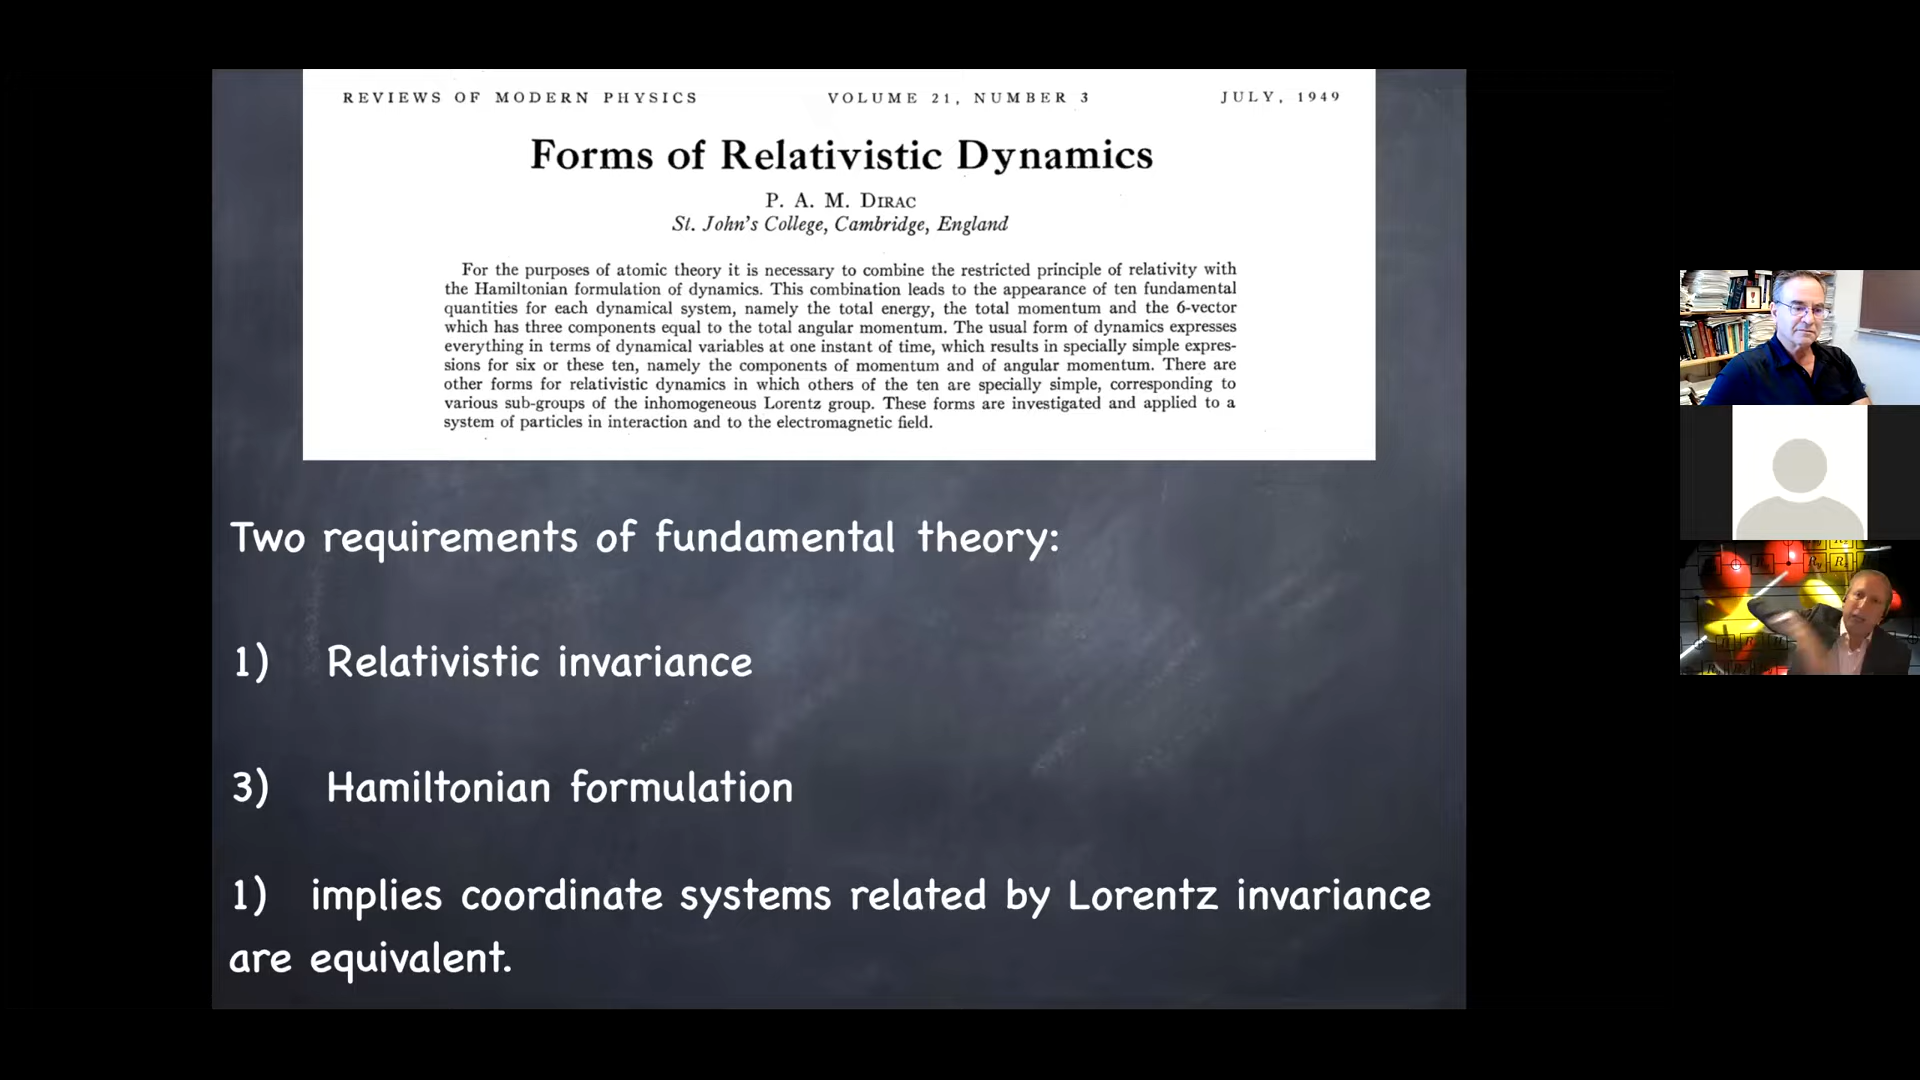 REVIEWS OF MODERN PHYSICS VOLUME 21, NUMBER 3 JULY, 1949
Forms of Relativistic Dynamics
P. A. M. DIRAC
St. John's College, Cambridge, England
For the purposes of atomic theory it is necessary to combine the restricted principle of relativity with
the Hamiltonian formulation of dynamics. This combination leads to the appearance of ten fundamental
quantities for each dynamical system, namely the total energy, the total momentum and the 6-vector
which has three components equal to the total angular momentum. The usual form of dynamics expresses
everything in terms of dynamical variables at one instant of time, which results in specially simple expres-
sions for six or these ten, namely the components of momentum and of angular momentum. There are
other forms for relativistic dynamics in which others of the ten are specially simple, corresponding to
various sub-groups of the inhomogeneous Lorentz group. These forms are investigated and applied to a
system of particles in interaction and to the electromagnetic field.
Two requirements of fundamental theory:
1) Relativistic invariance
3) Hamiltonian formulation
1) implies coordinate systems related by Lorentz invariance
are equivalent.